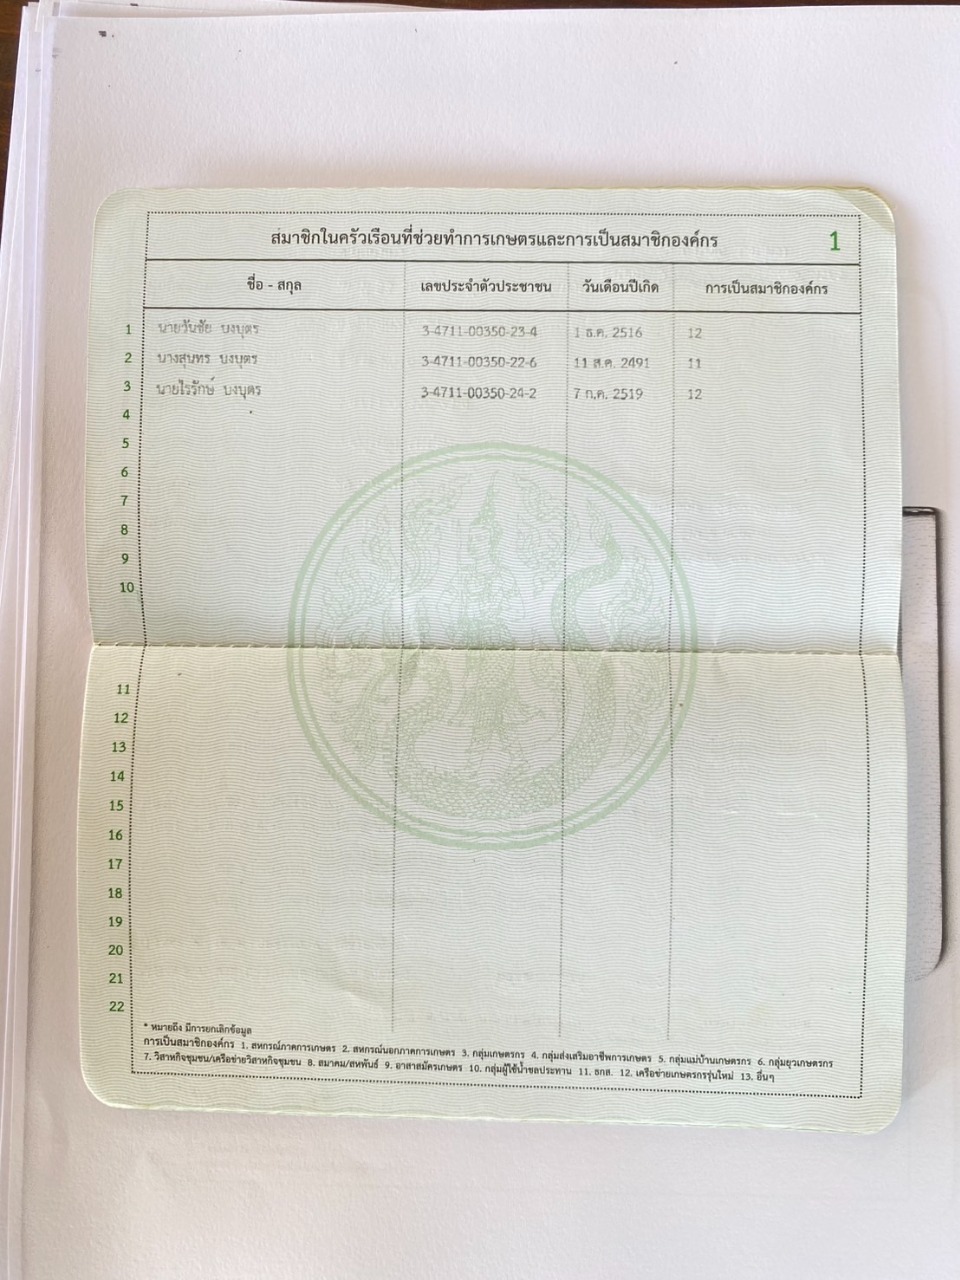 สมาชิกในครัวเรือนที่ช่วยทำการเกษตรและการเป็นสมาชิกองค์กร 1
ชื่อ - สกุล เลขประจำตัวประชาชน วันเดือนปีเกิด การเป็นสมาชิกองค์กร
1 นายวันชัย บงบุตร 3-4711-00350-23-4 1 ธ.ค. 2516 12
2 นางสุนทร บงบุตร 3-4711-00350-22-6 11 ส.ค. 2491 11
3 นายไรรักษ์ บงบุตร 3-4711-00350-24-2 7 ก.ค. 2519 12
4
5
6
7
8
9
10
11
12
13
14
15
16
17
18
19
20
21
22
* หมายถึง มีการยกเลิกข้อมูล
การเป็นสมาชิกองค์กร 1. สหกรณ์ภาคการเกษตร 2. สหกรณ์นอกภาคการเกษตร 3. กลุ่มเกษตรกร 4. กลุ่มส่งเสริมอาชีพการเกษตร 5. กลุ่มแม่บ้านเกษตรกร 6. กลุ่มยุวเกษตรกร
7. วิสาหกิจชุมชน/เครือข่ายวิสาหกิจชุมชน 8. สมาคม/สหพันธ์ 9. อาสาสมัครเกษตร 10. กลุ่มผู้ใช้น้ำชลประทาน 11. ธกส. 12. เครือข่ายเกษตรกรรุ่นใหม่ 13. อื่นๆ